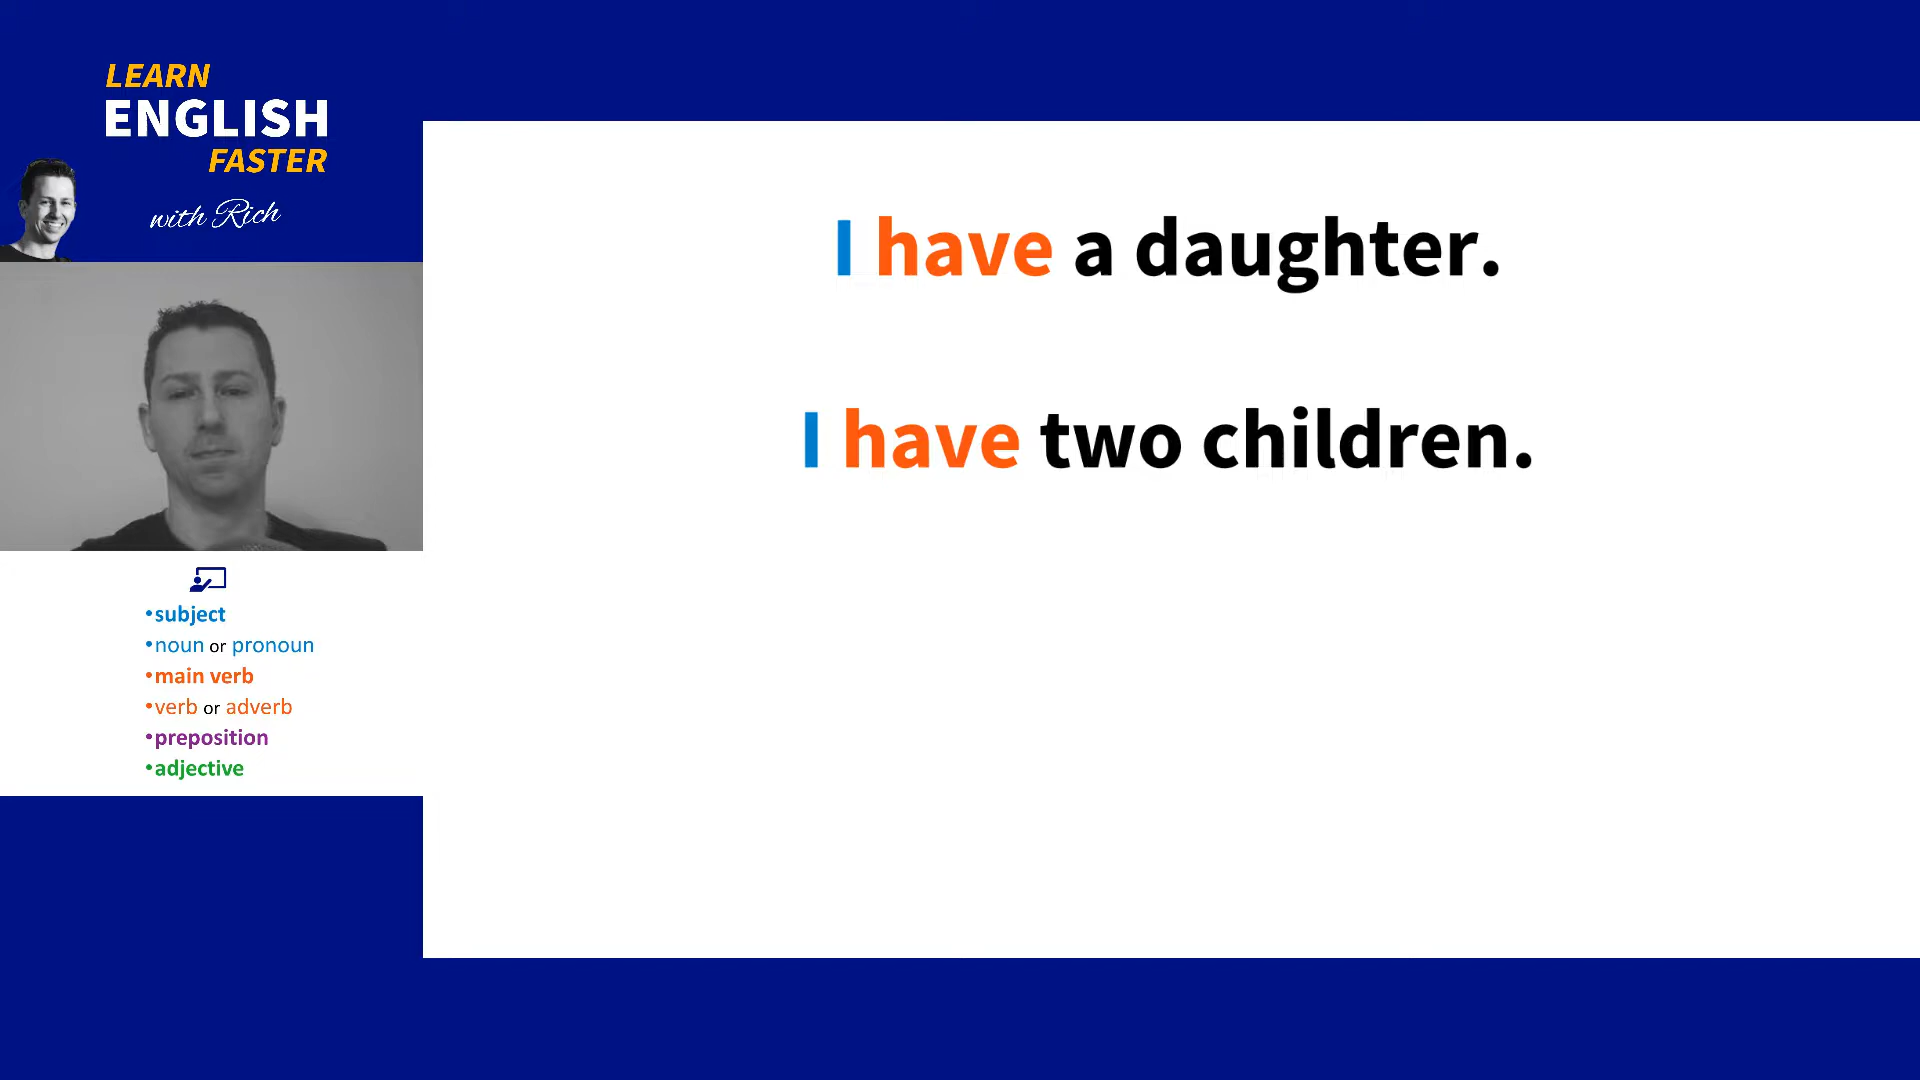 LEARN
ENGLISH
FASTER
with Rich
I have a daughter.
I have two children.
•subject
•noun or pronoun
•main verb
•verb or adverb
•preposition
•adjective